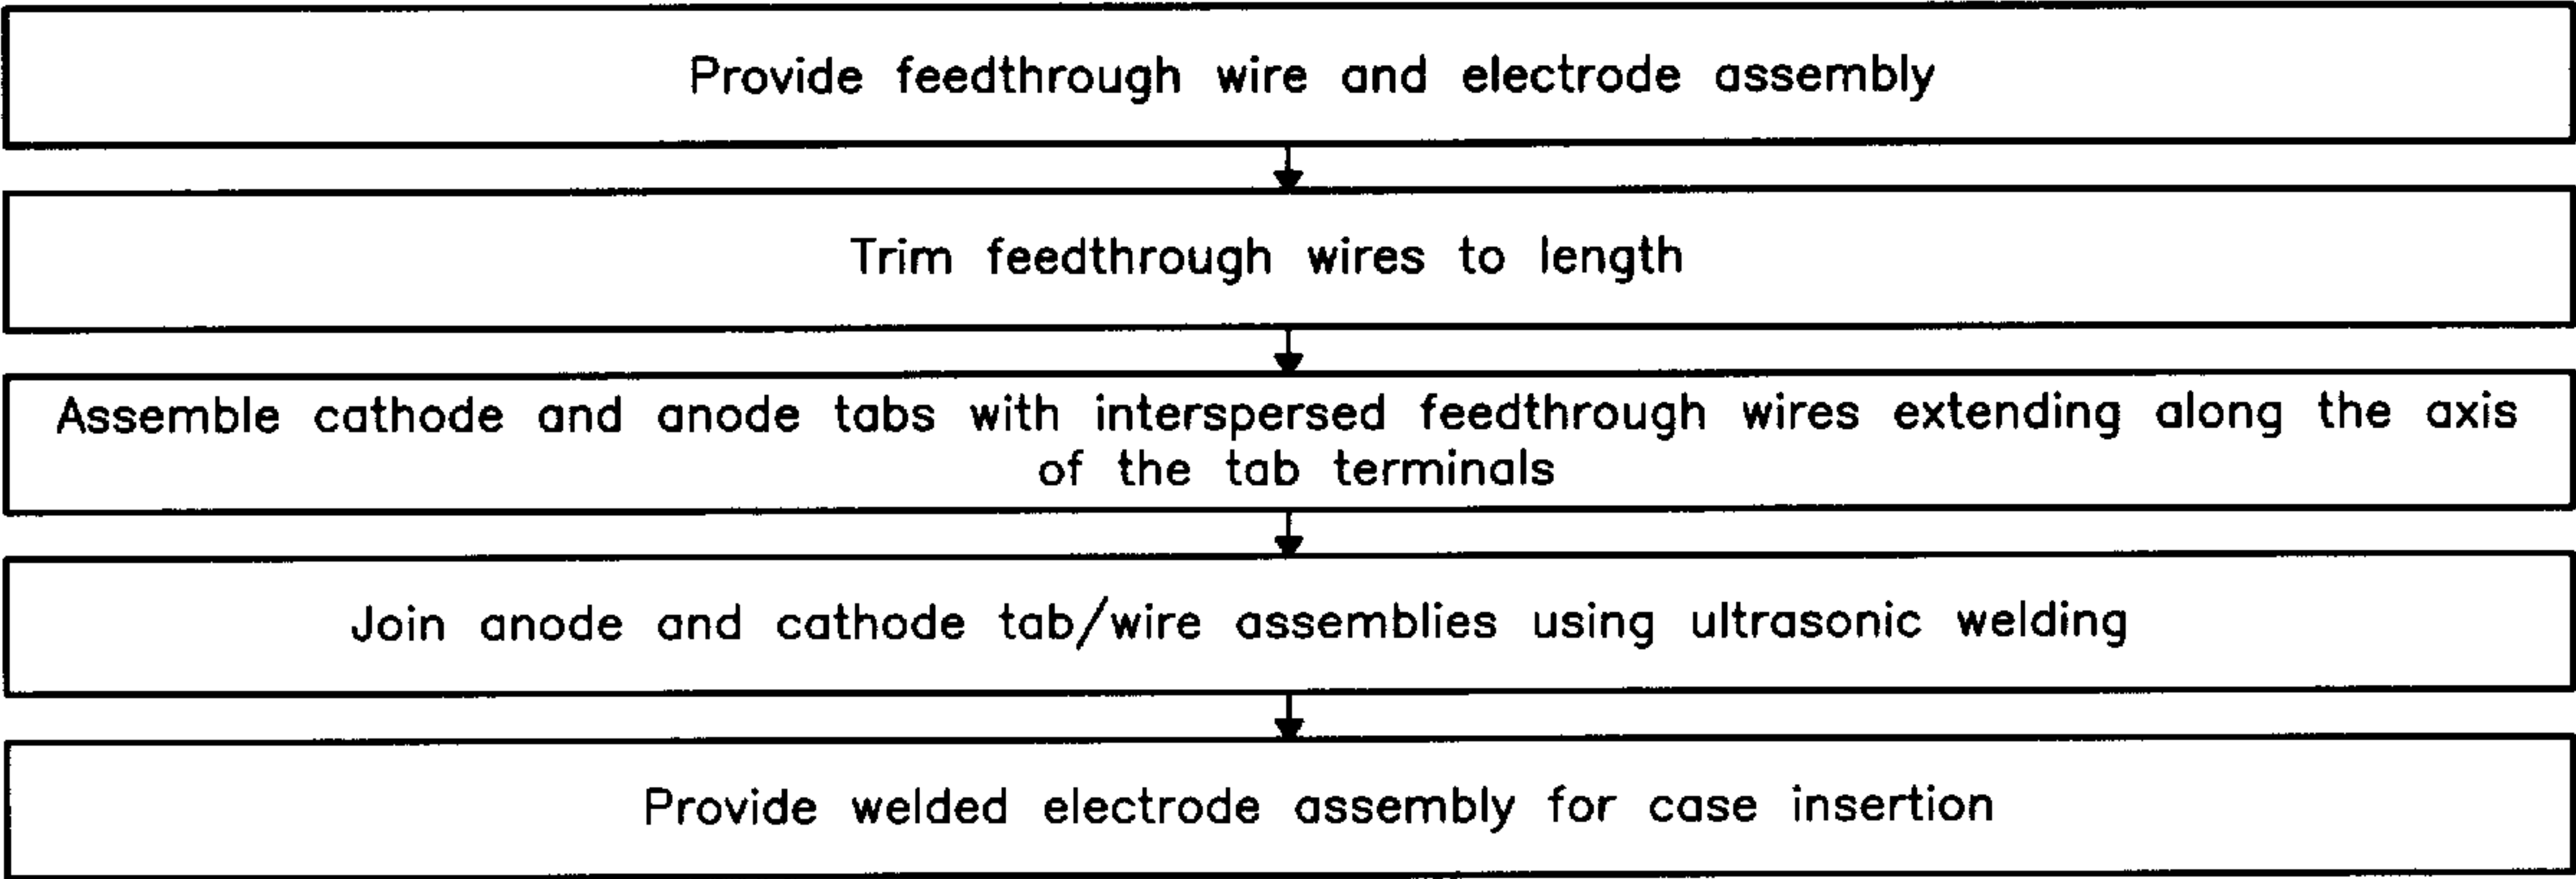 Provide feedthrough wire and electrode assembly
Trim feedthrough wires to length
Assemble cathode and anode tabs with interspersed feedthrough wires extending along the axis
of the tab terminals
Join anode and cathode tab/wire assemblies using ultrasonic welding
Provide welded electrode assembly for case insertion